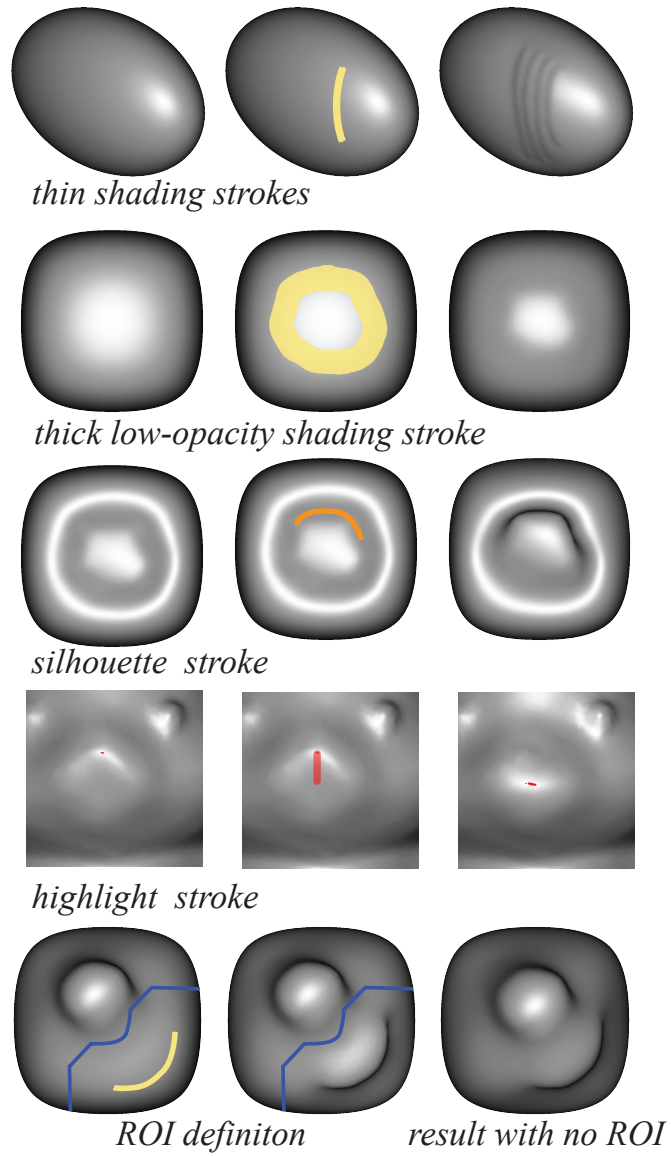 thin shading strokes
thick low-opacity shading stroke
silhouette stroke
highlight stroke
ROI definiton
result with no ROI